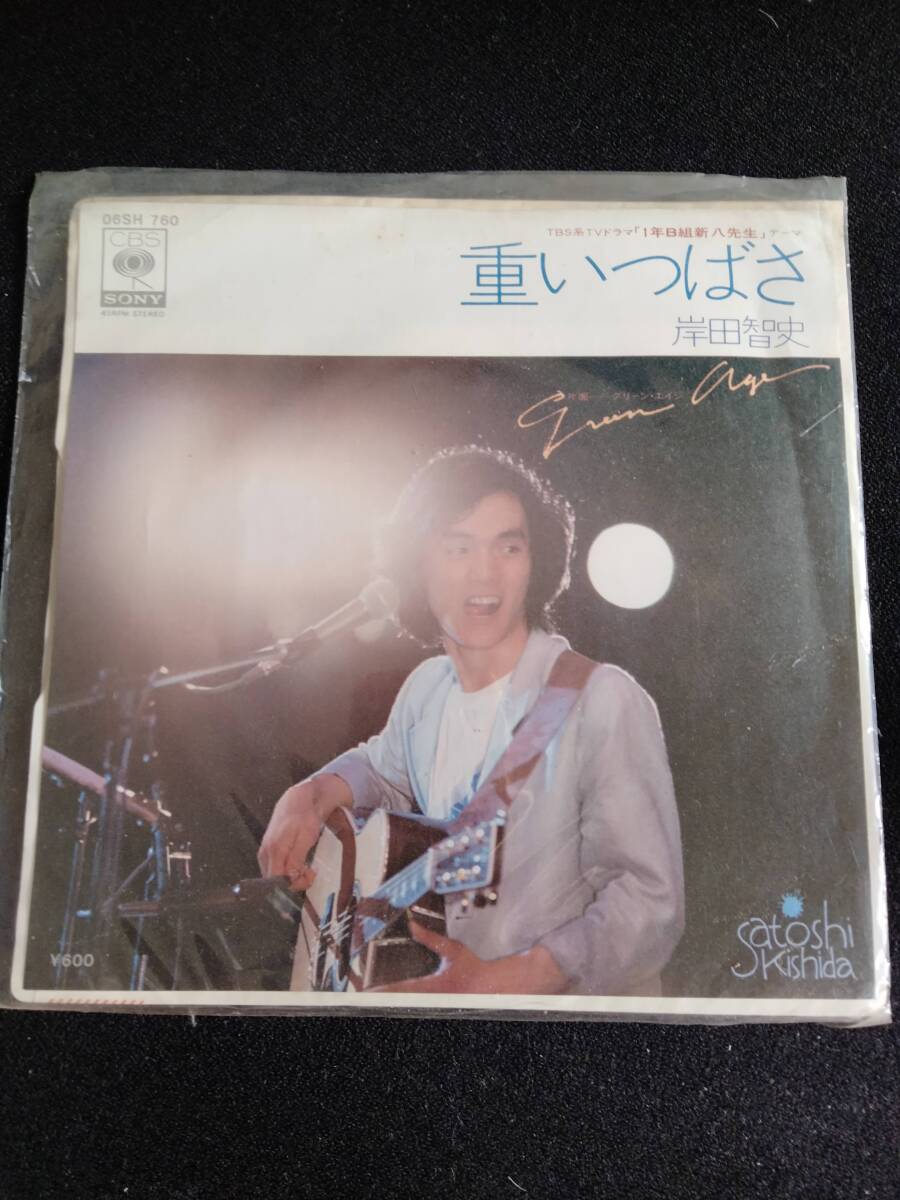 06SH 760
CBS
SONY
45RPM STEREO
TBS系TVドラマ「1年B組新八先生」テーマ
重いつばさ
岸田智史
片面 グリーン・エイジ
Green Age
¥600
Satoshi
Kishida